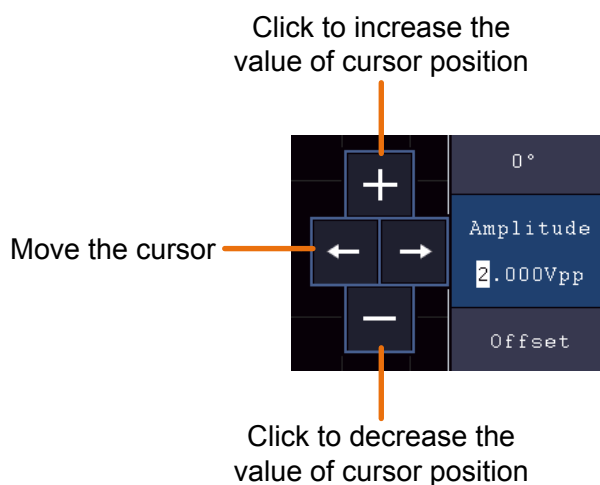 Click to increase the
value of cursor position
0°
Move the cursor
Amplitude
2.000Vpp
Offset
Click to decrease the
value of cursor position